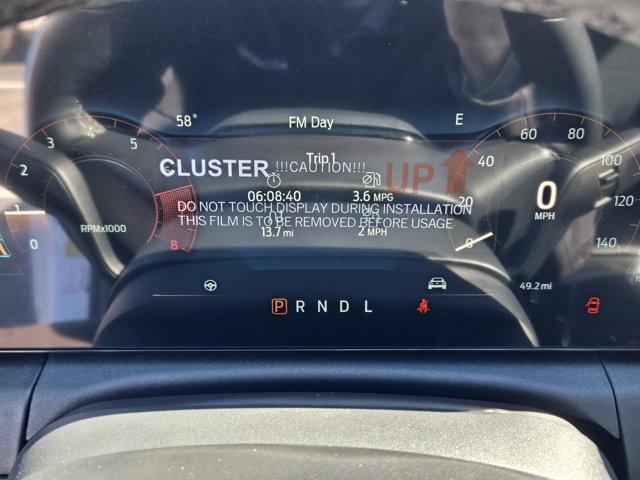 58° FM Day E
4 5 60 80
3 Trip 1 100
2 CLUSTER !!!CAUTION!!! UP 40
06:08:40 3.6 MPG 0
1 DO NOT TOUCH DISPLAY DURING INSTALLATION 20 MPH 120
RPMx1000 THIS FILM IS TO BE REMOVED BEFORE USAGE
0 8 13.7 mi 2 MPH 0 140
49.2 mi
P R N D L